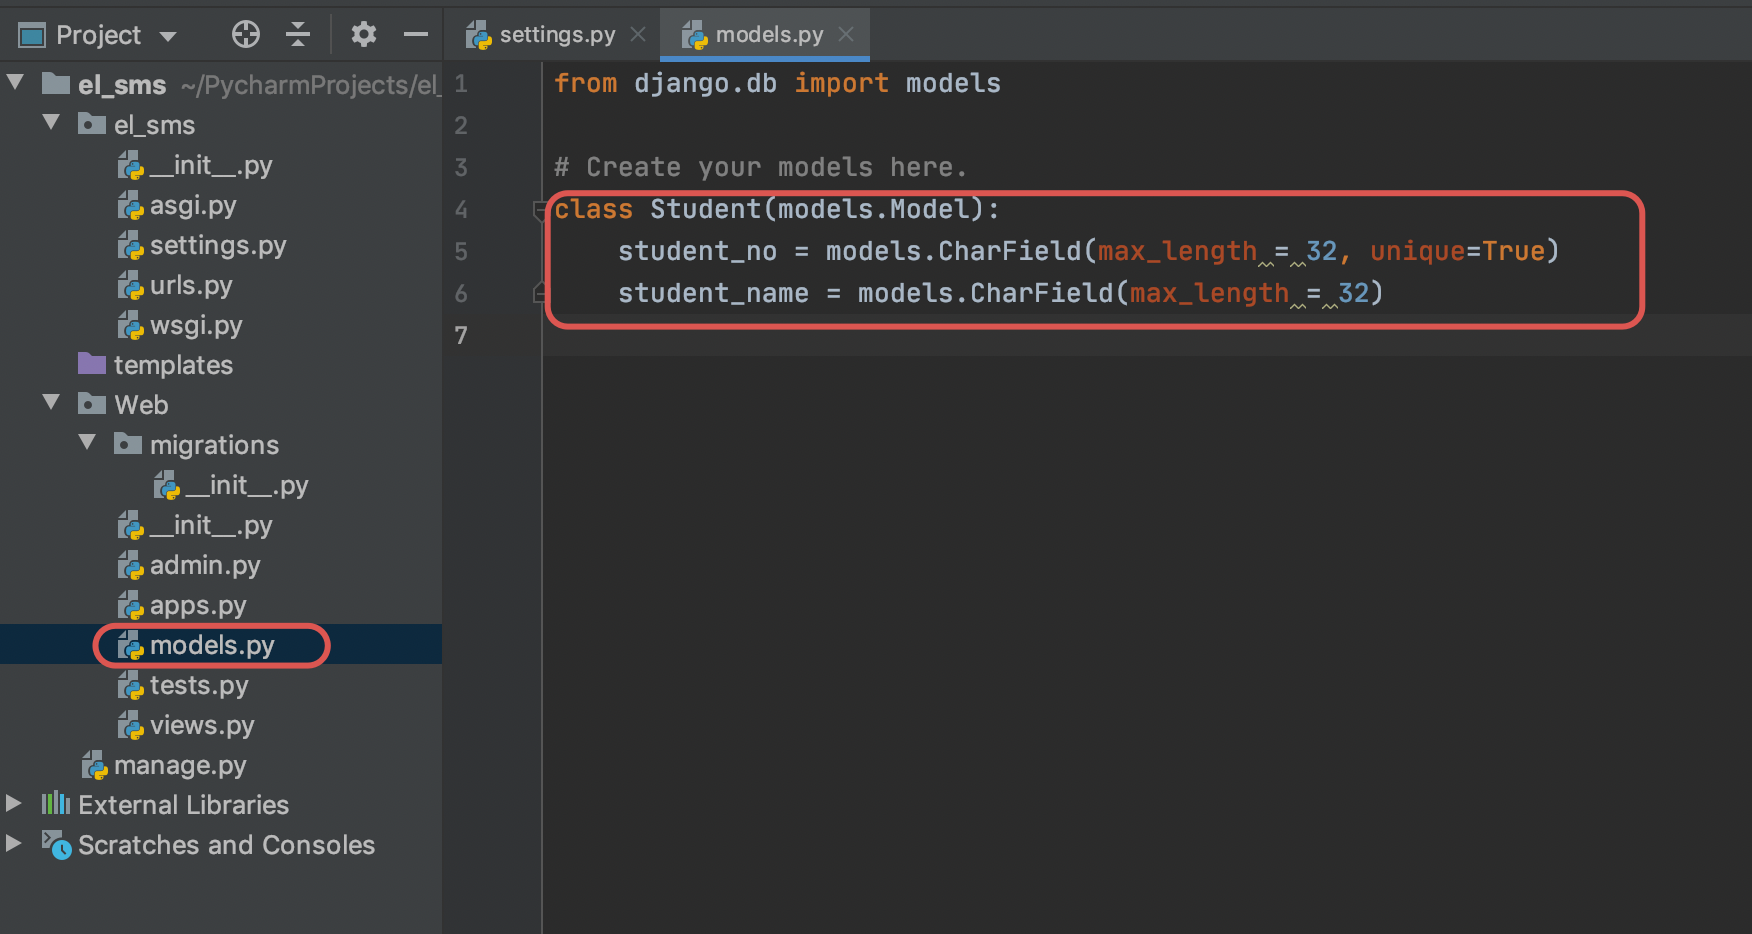 Project
settings.py
models.py
el_sms ~/PycharmProjects/el_
el_sms
__init__.py
asgi.py
settings.py
urls.py
wsgi.py
templates
Web
migrations
__init__.py
__init__.py
admin.py
apps.py
models.py
tests.py
views.py
manage.py
External Libraries
Scratches and Consoles
1 from django.db import models
2
3 # Create your models here.
4 class Student(models.Model):
5     student_no = models.CharField(max_length = 32, unique=True)
6     student_name = models.CharField(max_length = 32)
7